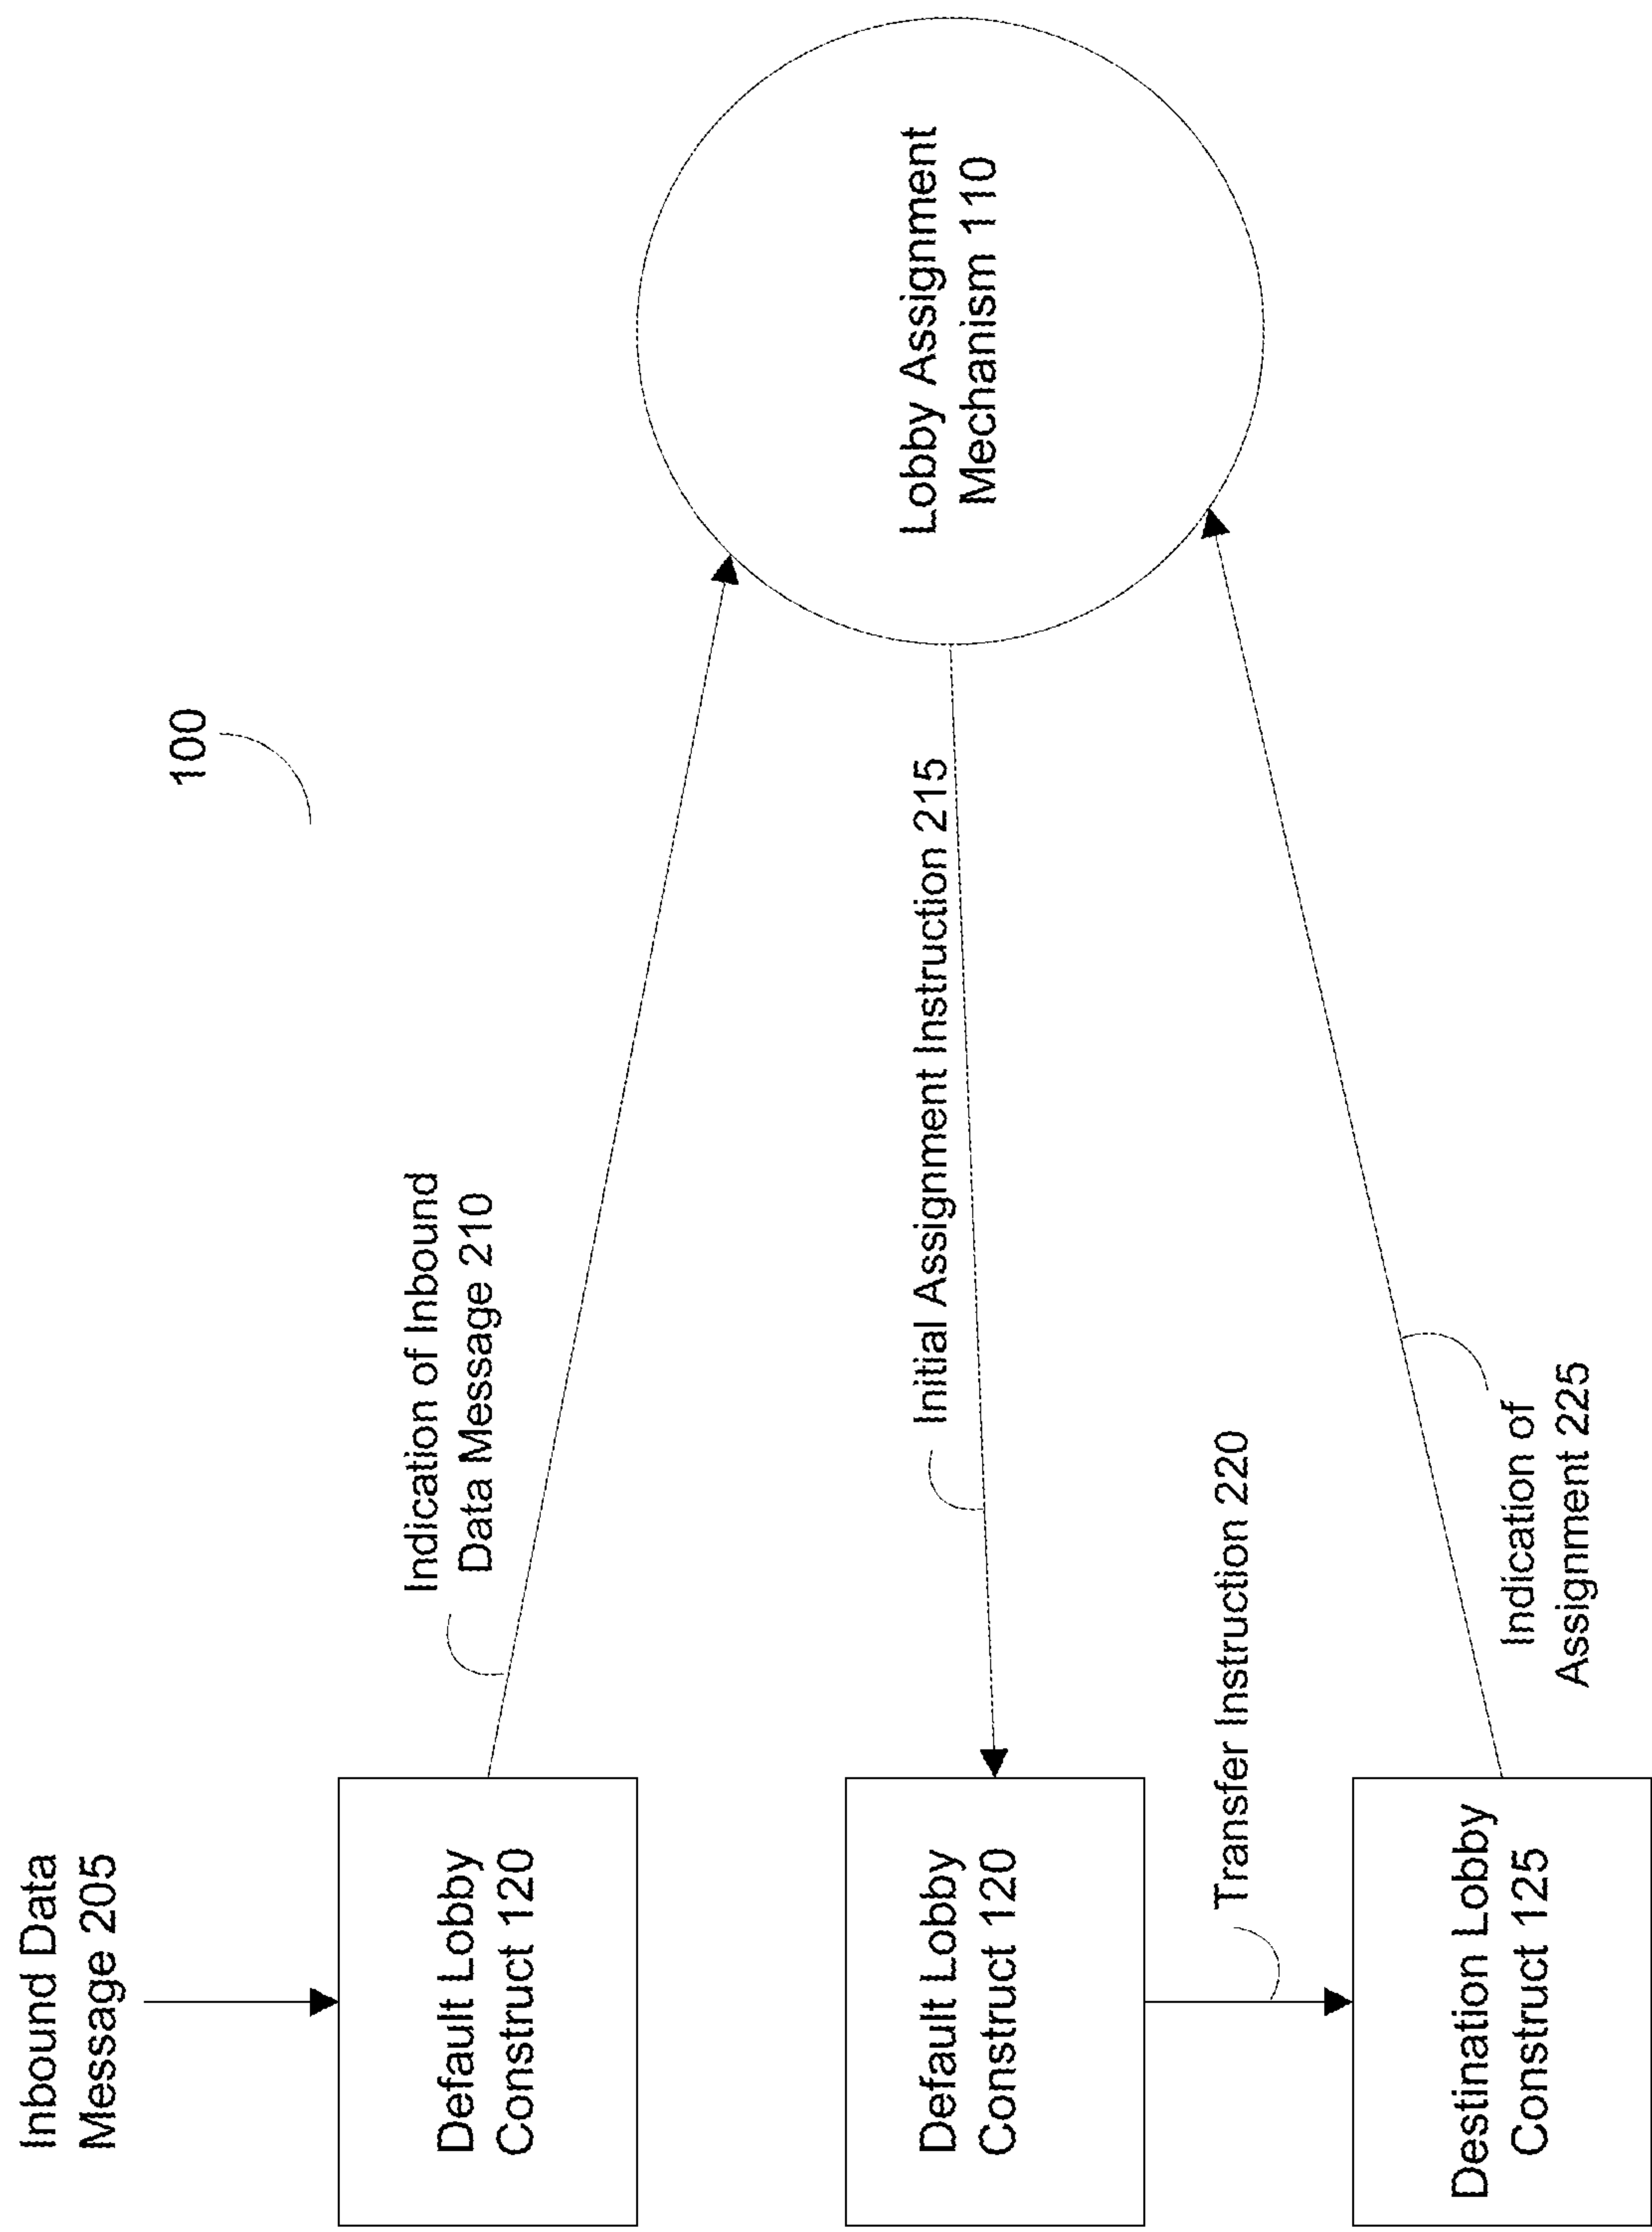 100
Inbound Data
Message 205
Default Lobby
Construct 120
Indication of Inbound
Data Message 210
Lobby Assignment
Mechanism 110
Initial Assignment Instruction 215
Default Lobby
Construct 120
Transfer Instruction 220
Destination Lobby
Construct 125
Indication of
Assignment 225